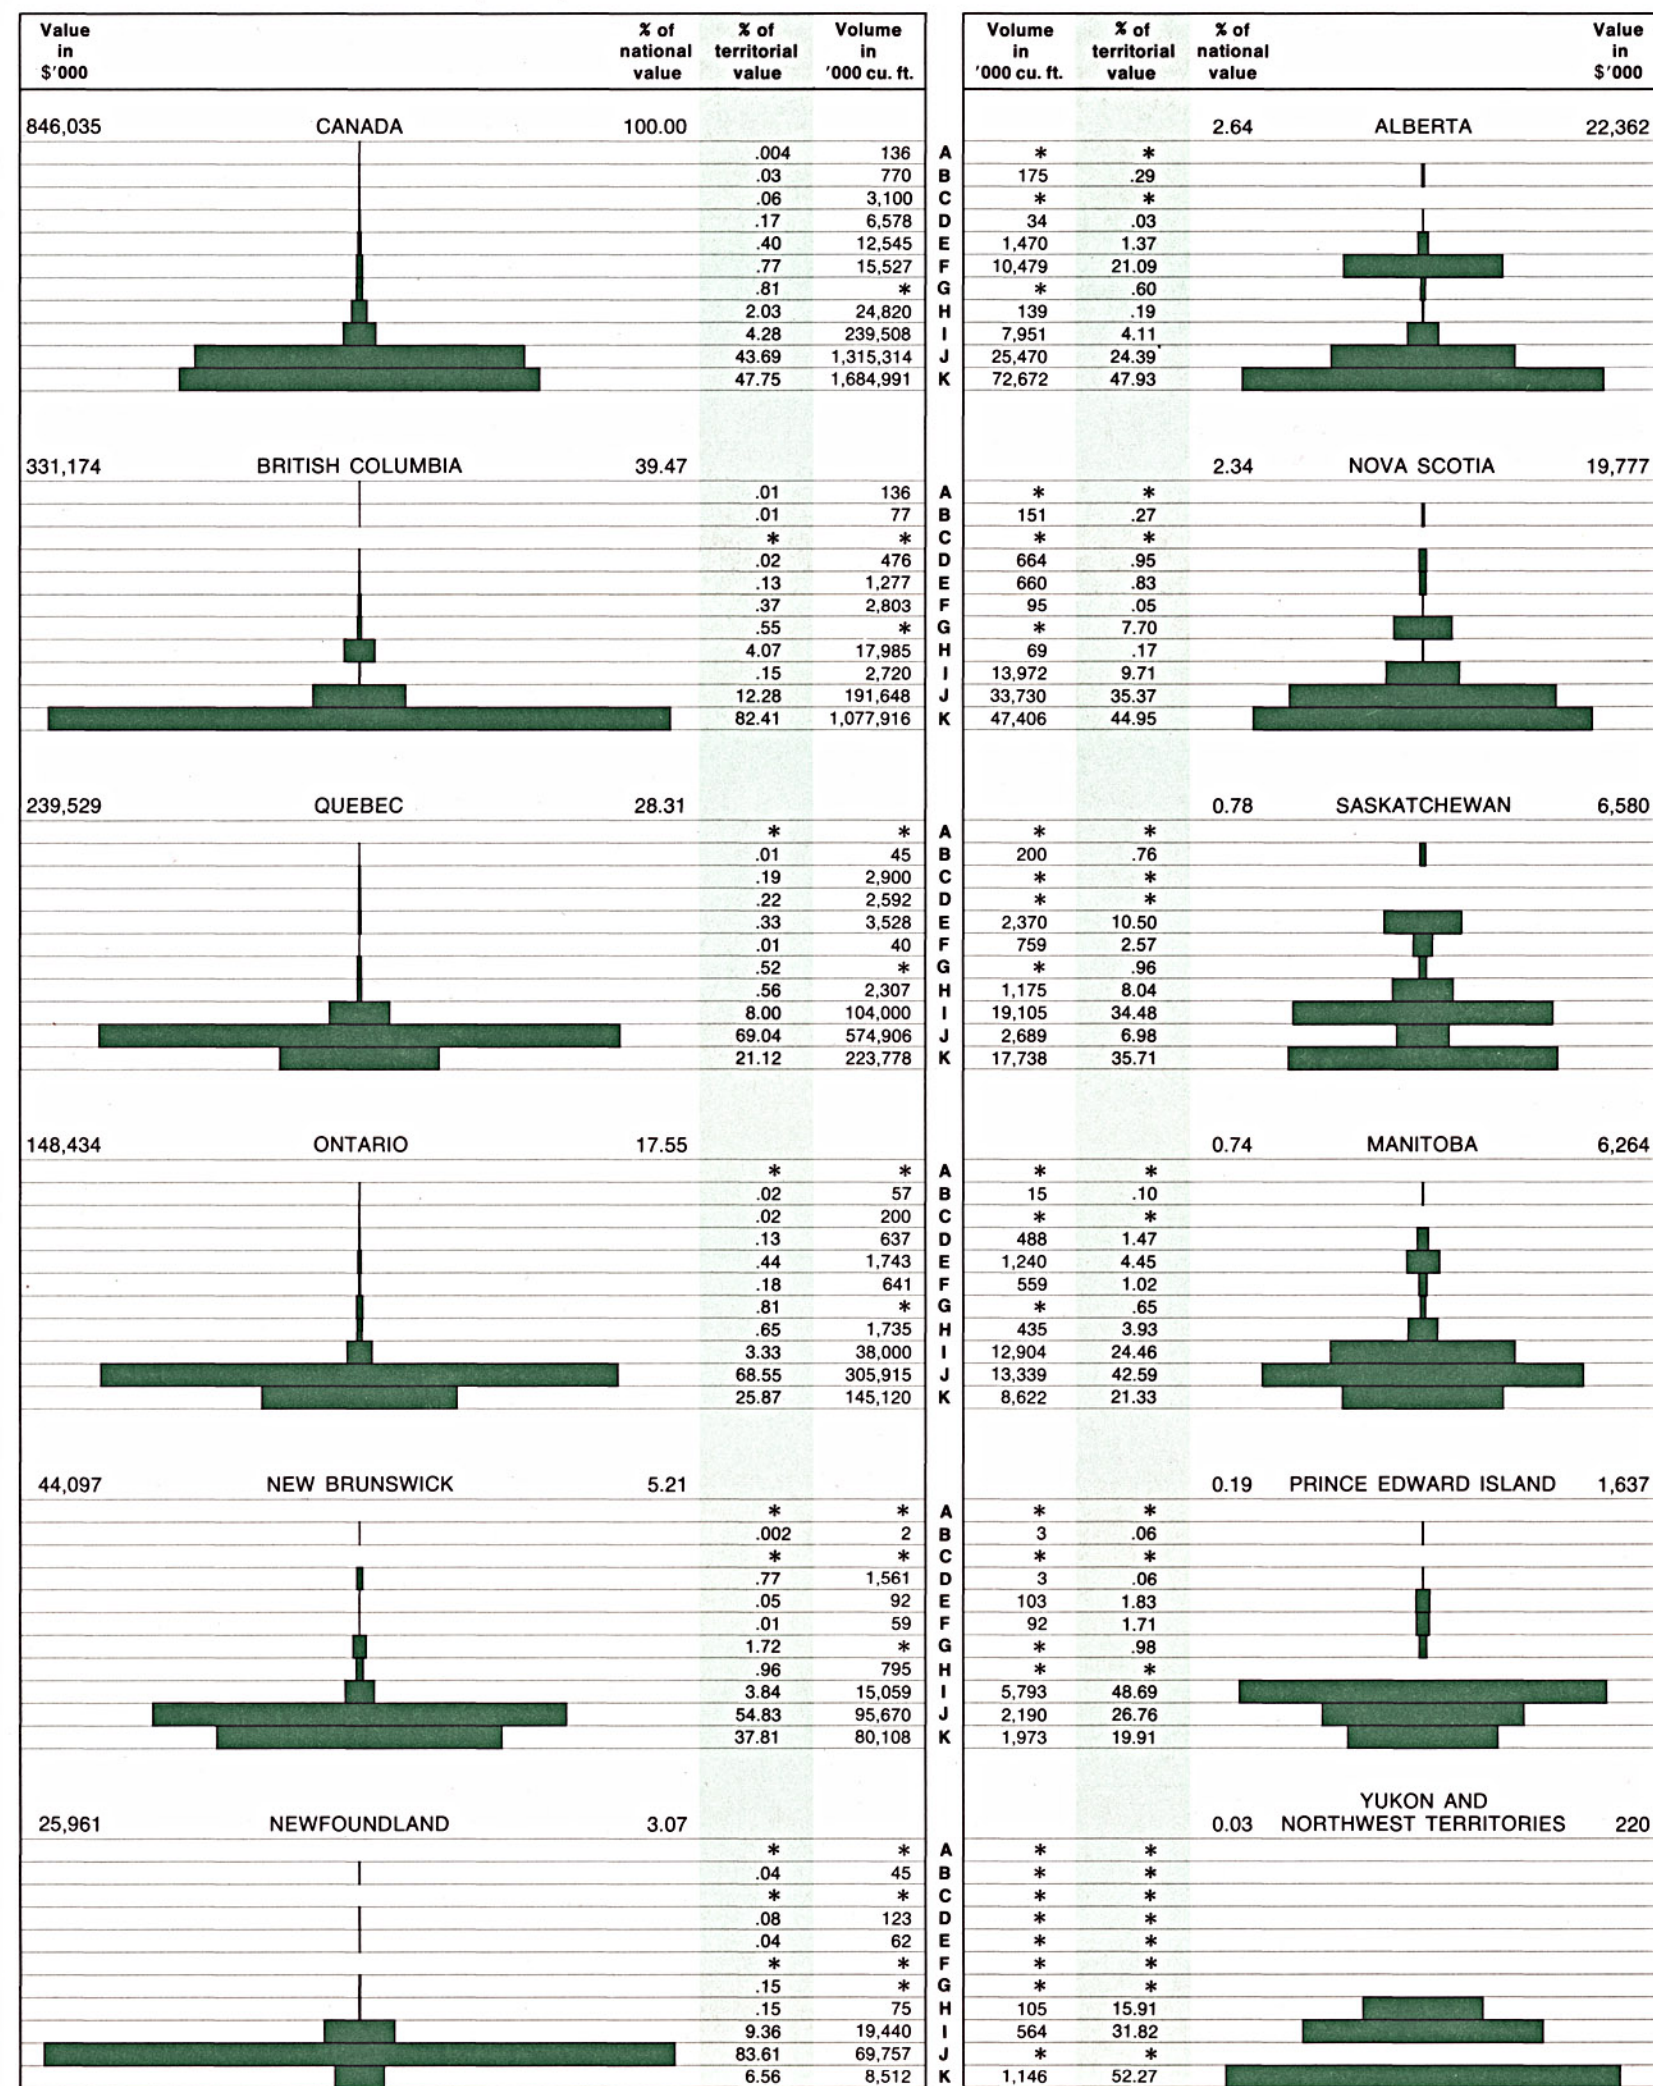 Value % of % of Volume Volume % of % of Value
in national territorial in in territorial national in
$'000 value value '000 cu. ft. '000 cu. ft. value value $'000
846,035 CANADA 100.00 2.64 ALBERTA 22,362
.004 136 A * *
.03 770 B 175 .29
.06 3,100 C * *
.17 6,578 D 34 .03
.40 12,545 E 1,470 1.37
.77 15,527 F 10,479 21.09
.81 * G * .60
2.03 24,820 H 139 .19
4.28 239,508 I 7,951 4.11
43.69 1,315,314 J 25,470 24.39
47.75 1,684,991 K 72,672 47.93
331,174 BRITISH COLUMBIA 39.47 2.34 NOVA SCOTIA 19,777
.01 136 A * *
.01 77 B 151 .27
* * C * *
.02 476 D 664 .95
.13 1,277 E 660 .83
.37 2,803 F 95 .05
.55 * G * 7.70
4.07 17,985 H 69 .17
.15 2,720 I 13,972 9.71
12.28 191,648 J 33,730 35.37
82.41 1,077,916 K 47,406 44.95
239,529 QUEBEC 28.31 0.78 SASKATCHEWAN 6,580
* * A * *
.01 45 B 200 .76
.19 2,900 C * *
.22 2,592 D * *
.33 3,528 E 2,370 10.50
.01 40 F 759 2.57
.52 * G * .96
.56 2,307 H 1,175 8.04
8.00 104,000 I 19,105 34.48
69.04 574,906 J 2,689 6.98
21.12 223,778 K 17,738 35.71
148,434 ONTARIO 17.55 0.74 MANITOBA 6,264
* * A * *
.02 57 B 15 .10
.02 200 C * *
.13 637 D 488 1.47
.44 1,743 E 1,240 4.45
.18 641 F 559 1.02
.81 * G * .65
.65 1,735 H 435 3.93
3.33 38,000 I 12,904 24.46
68.55 305,915 J 13,339 42.59
25.87 145,120 K 8,622 21.33
44,097 NEW BRUNSWICK 5.21 0.19 PRINCE EDWARD ISLAND 1,637
* * A * *
.002 2 B 3 .06
* * C * *
.77 1,561 D 3 .06
.05 92 E 103 1.83
.01 59 F 92 1.71
1.72 * G * .98
.96 795 H * *
3.84 15,059 I 5,793 48.69
54.83 95,670 J 2,190 26.76
37.81 80,108 K 1,973 19.91
YUKON AND
25,961 NEWFOUNDLAND 3.07 0.03 NORTHWEST TERRITORIES 220
* * A * *
.04 45 B * *
* * C * *
.08 123 D * *
.04 62 E * *
* * F * *
.15 * G * *
.15 75 H 105 15.91
9.36 19,440 I 564 31.82
83.61 69,757 J * *
6.56 8,512 K 1,146 52.27